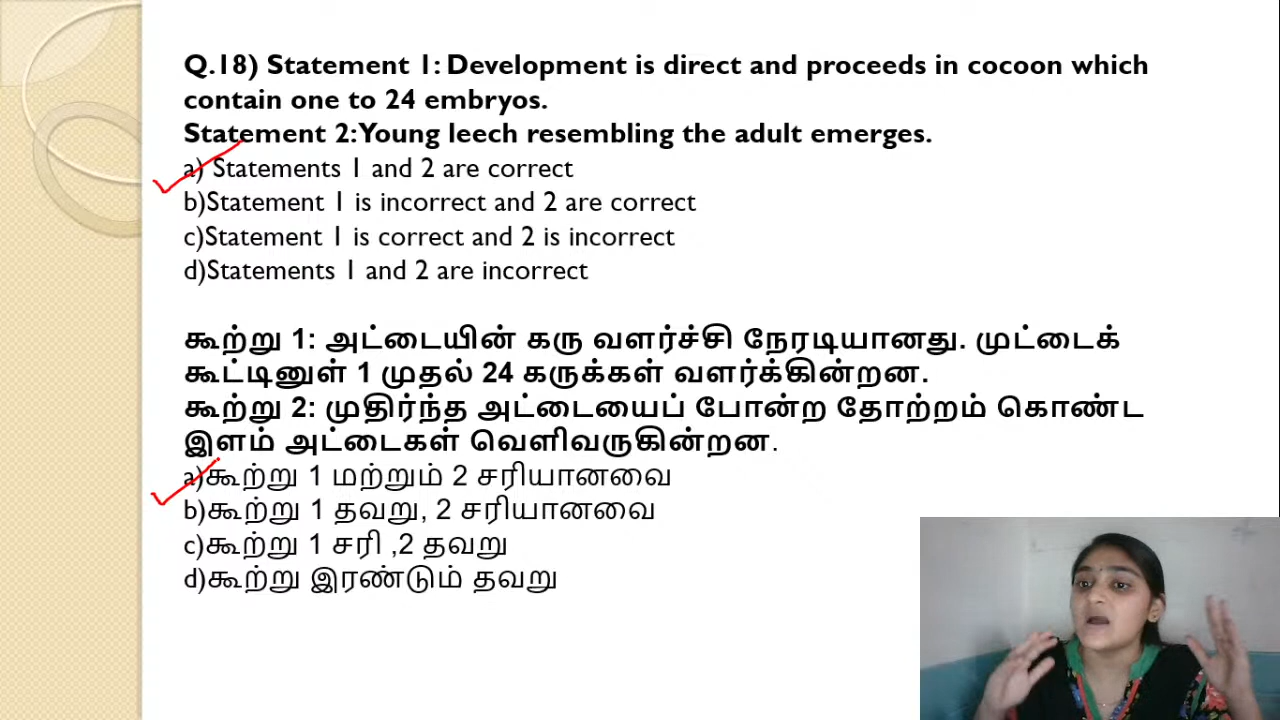 Q.18) Statement 1: Development is direct and proceeds in cocoon which
contain one to 24 embryos.
Statement 2:Young leech resembling the adult emerges.
a) Statements 1 and 2 are correct
b)Statement 1 is incorrect and 2 are correct
c)Statement 1 is correct and 2 is incorrect
d)Statements 1 and 2 are incorrect
கூற்று 1: அட்டையின் கரு வளர்ச்சி நேரடியானது. முட்டைக்
கூட்டினுள் 1 முதல் 24 கருக்கள் வளர்க்கின்றன.
கூற்று 2: முதிர்ந்த அட்டையைப் போன்ற தோற்றம் கொண்ட
இளம் அட்டைகள் வெளிவருகின்றன.
a)கூற்று 1 மற்றும் 2 சரியானவை
b)கூற்று 1 தவறு, 2 சரியானவை
c)கூற்று 1 சரி ,2 தவறு
d)கூற்று இரண்டும் தவறு